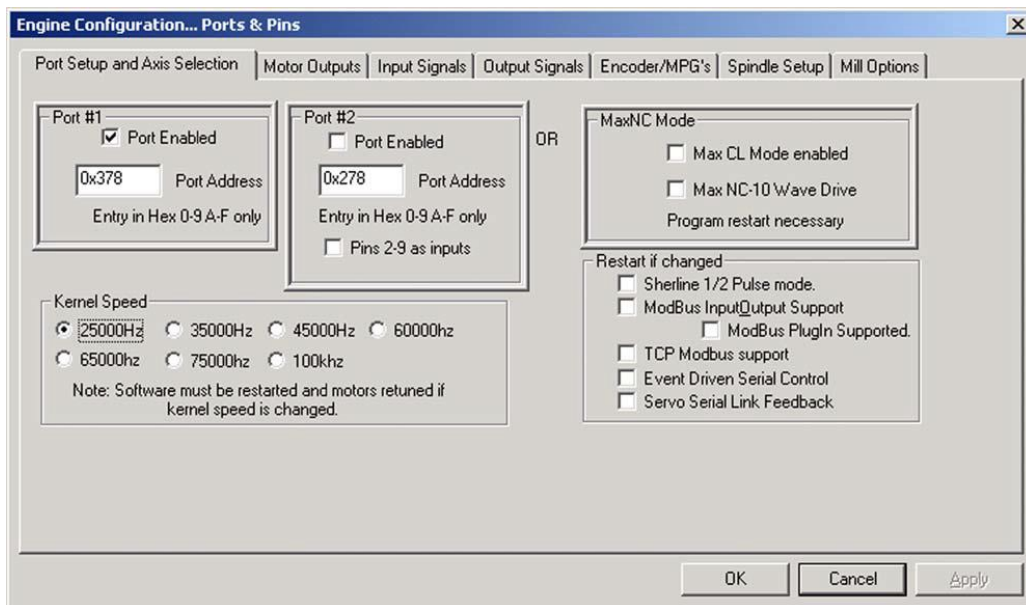 Engine Configuration... Ports & Pins
Port Setup and Axis Selection
Motor Outputs
Input Signals
Output Signals
Encoder/MPG's
Spindle Setup
Mill Options
Port #1
Port Enabled
0x378
Port Address
Entry in Hex 0-9 A-F only
Port #2
Port Enabled
0x278
Port Address
Entry in Hex 0-9 A-F only
Pins 2-9 as inputs
OR
MaxNC Mode
Max CL Mode enabled
Max NC-10 Wave Drive
Program restart necessary
Restart if changed
Sherline 1/2 Pulse mode.
ModBus InputOutput Support
ModBus PlugIn Supported.
TCP Modbus support
Event Driven Serial Control
Servo Serial Link Feedback
Kernel Speed
25000Hz
35000Hz
45000Hz
60000hz
65000hz
75000hz
100khz
Note: Software must be restarted and motors retuned if
kernel speed is changed.
OK
Cancel
Apply